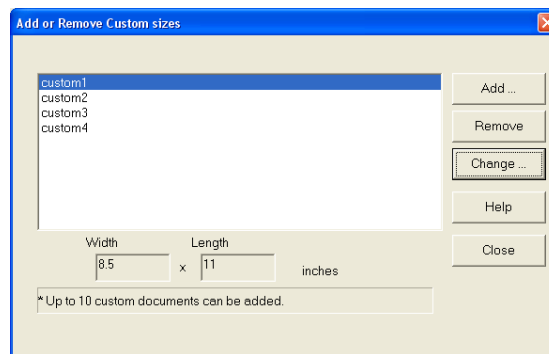 Add or Remove Custom sizes
custom1
custom2
custom3
custom4
Add ...
Remove
Change ...
Help
Close
Width Length
8.5 x 11 inches
* Up to 10 custom documents can be added.